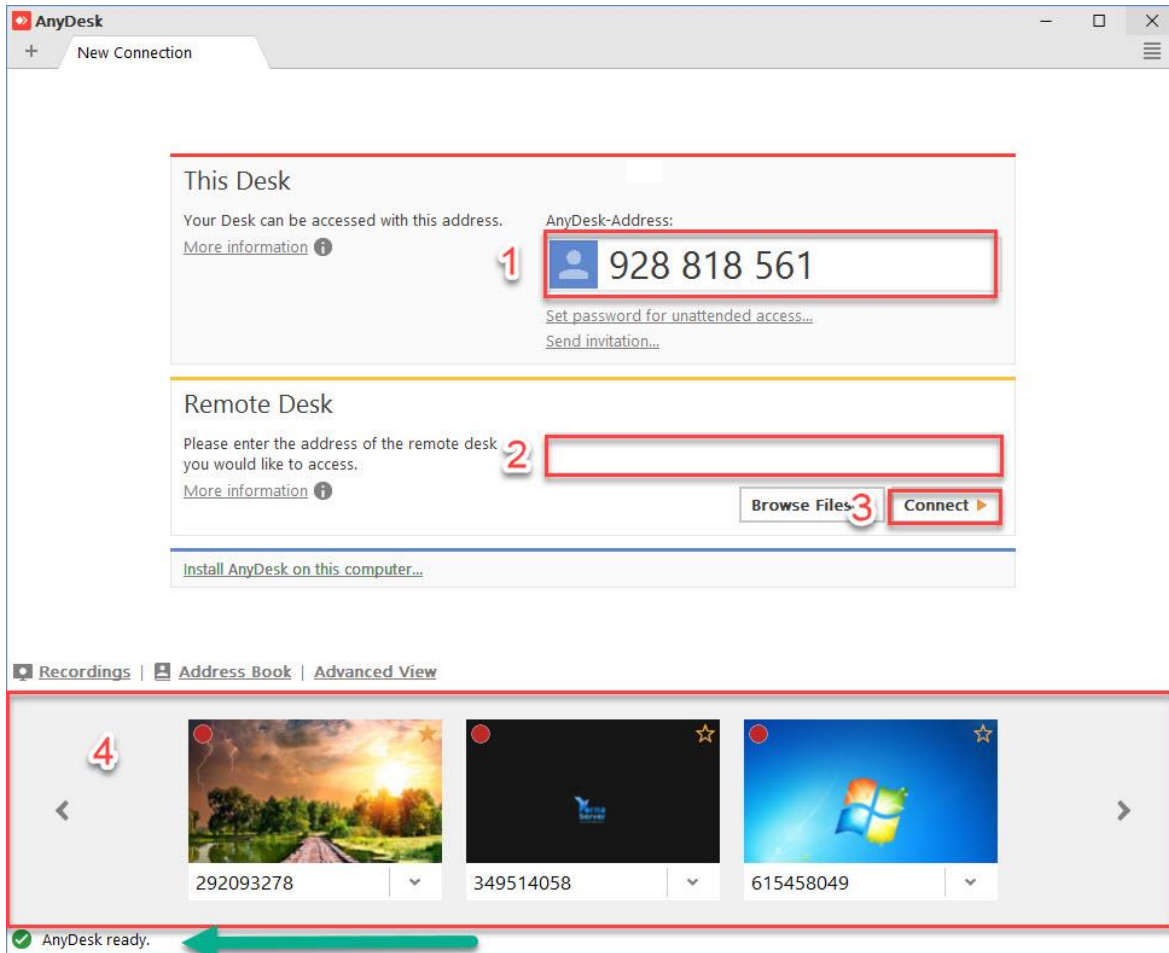 AnyDesk
New Connection
This Desk
Your Desk can be accessed with this address.
More information
AnyDesk-Address:
1
928 818 561
Set password for unattended access...
Send invitation...
Remote Desk
Please enter the address of the remote desk
you would like to access.
2
More information
Browse Files
3
Connect
Install AnyDesk on this computer...
Recordings | Address Book | Advanced View
4
Server
292093278
349514058
615458049
AnyDesk ready.